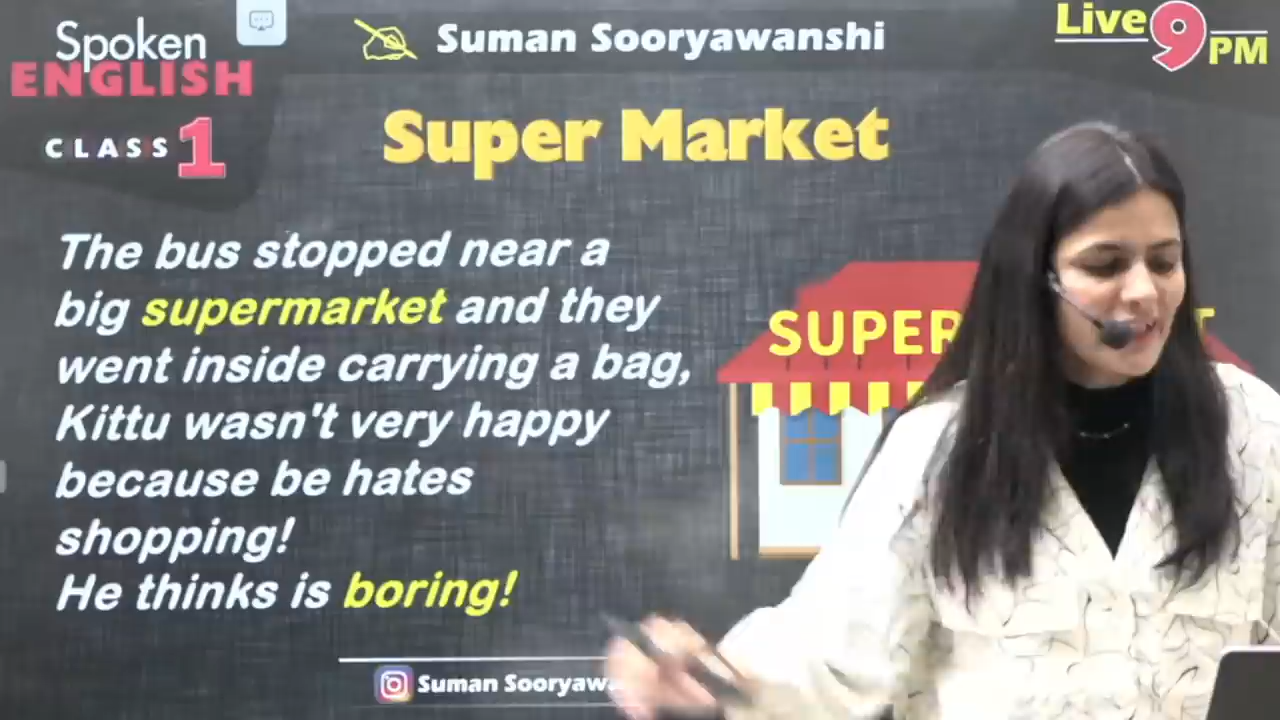 Spoken
ENGLISH
CLASS 1
Suman Sooryawanshi
Live 9 PM
Super Market
The bus stopped near a
big supermarket and they
went inside carrying a bag,
Kittu wasn't very happy
because be hates
shopping!
He thinks is boring!
SUPER
Suman